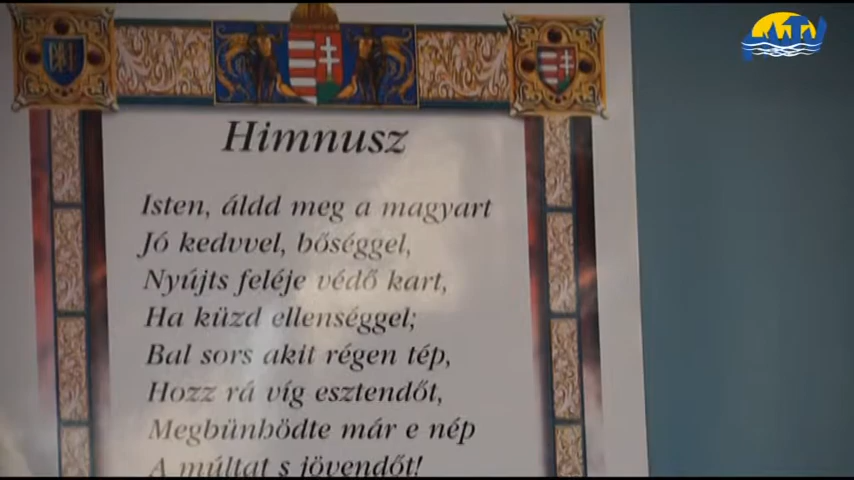 Himnusz
Isten, áldd meg a magyart
Jó kedvvel, bőséggel,
Nyújts feléje védő kart,
Ha küzd ellenséggel;
Bal sors akit régen tép,
Hozz rá víg esztendőt,
Megbünhödte már e nép
A múltat s jövendőt!